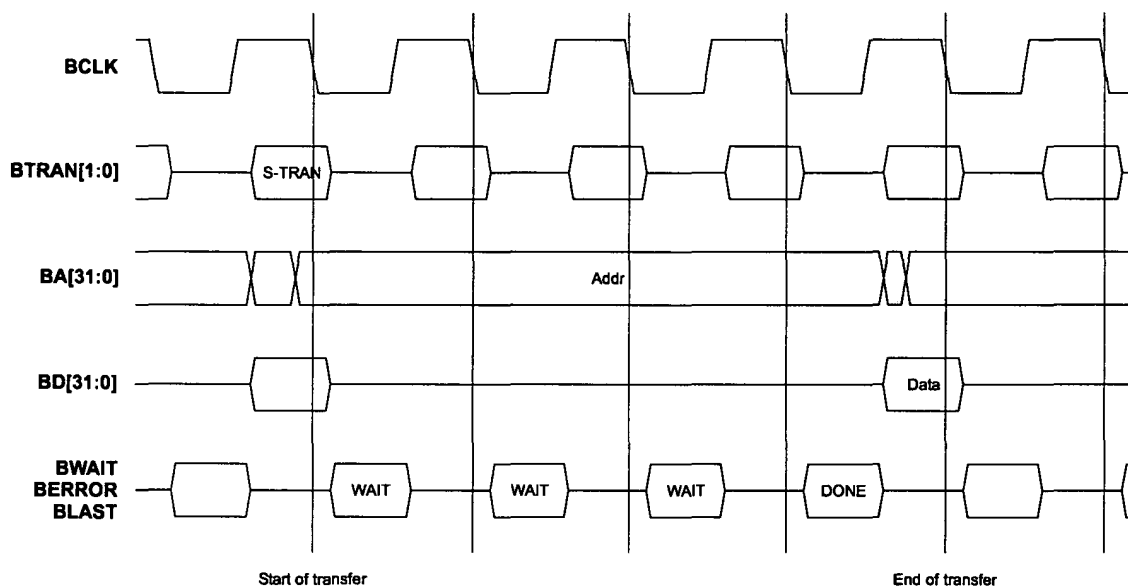 BCLK
BTRAN[1:0]
S-TRAN
BA[31:0]
Addr
BD[31:0]
Data
BWAIT
BERROR
BLAST
WAIT
WAIT
WAIT
DONE
Start of transfer
End of transfer